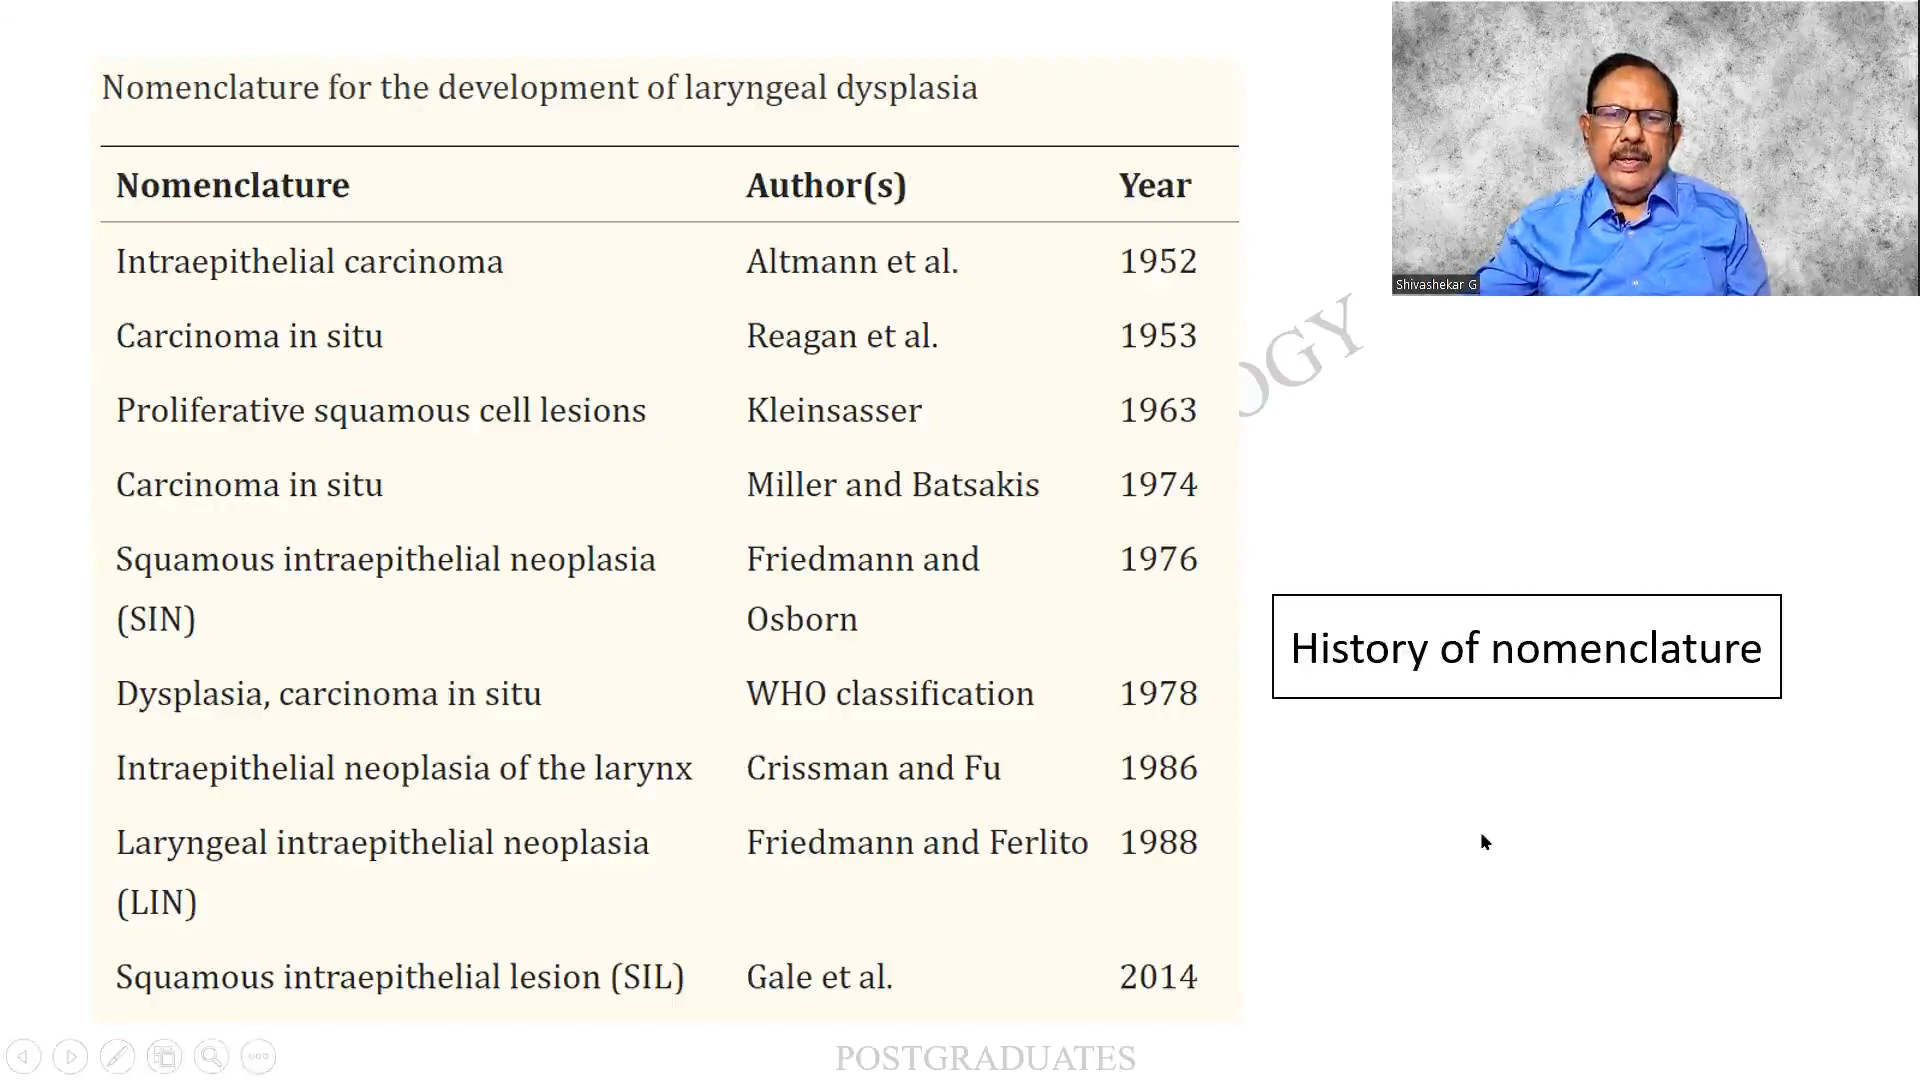 Nomenclature for the development of laryngeal dysplasia
Nomenclature Author(s) Year
Intraepithelial carcinoma Altmann et al. 1952
Carcinoma in situ Reagan et al. 1953
Proliferative squamous cell lesions Kleinsasser 1963
Carcinoma in situ Miller and Batsakis 1974
Squamous intraepithelial neoplasia Friedmann and 1976
(SIN) Osborn
Dysplasia, carcinoma in situ WHO classification 1978
Intraepithelial neoplasia of the larynx Crissman and Fu 1986
Laryngeal intraepithelial neoplasia Friedmann and Ferlito 1988
(LIN)
Squamous intraepithelial lesion (SIL) Gale et al. 2014
Shivashekar G
History of nomenclature
POSTGRADUATES